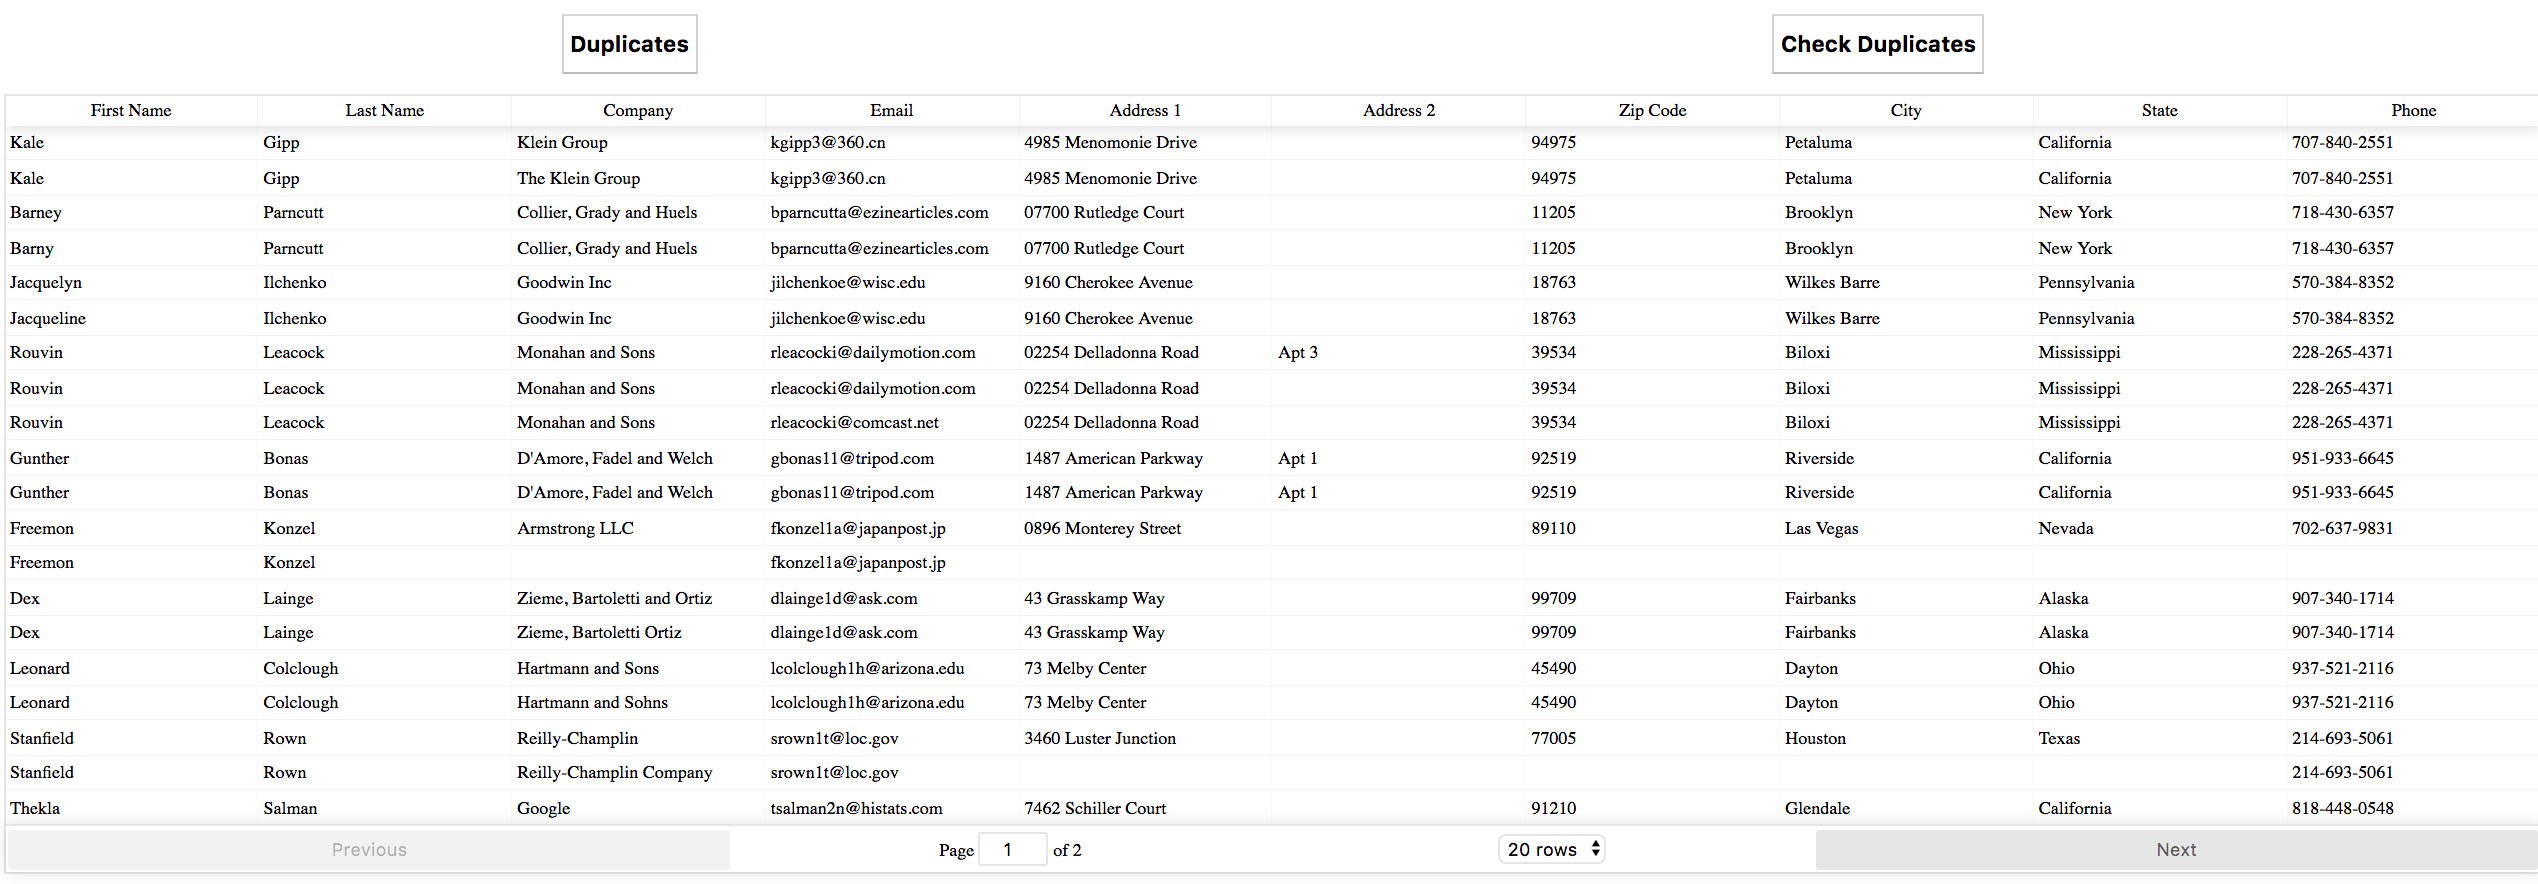 Duplicates Check Duplicates
First Name Last Name Company Email Address 1 Address 2 Zip Code City State Phone
Kale Gipp Klein Group kgipp3@360.cn 4985 Menomonie Drive 94975 Petaluma California 707-840-2551
Kale Gipp The Klein Group kgipp3@360.cn 4985 Menomonie Drive 94975 Petaluma California 707-840-2551
Barney Parncutt Collier, Grady and Huels bparncutta@ezinearticles.com 07700 Rutledge Court 11205 Brooklyn New York 718-430-6357
Barny Parncutt Collier, Grady and Huels bparncutta@ezinearticles.com 07700 Rutledge Court 11205 Brooklyn New York 718-430-6357
Jacquelyn Ilchenko Goodwin Inc jilchenkoe@wisc.edu 9160 Cherokee Avenue 18763 Wilkes Barre Pennsylvania 570-384-8352
Jacqueline Ilchenko Goodwin Inc jilchenkoe@wisc.edu 9160 Cherokee Avenue 18763 Wilkes Barre Pennsylvania 570-384-8352
Rouvin Leacock Monahan and Sons rleacocki@dailymotion.com 02254 Delladonna Road Apt 3 39534 Biloxi Mississippi 228-265-4371
Rouvin Leacock Monahan and Sons rleacocki@dailymotion.com 02254 Delladonna Road 39534 Biloxi Mississippi 228-265-4371
Rouvin Leacock Monahan and Sons rleacocki@comcast.net 02254 Delladonna Road 39534 Biloxi Mississippi 228-265-4371
Gunther Bonas D'Amore, Fadel and Welch gbonas11@tripod.com 1487 American Parkway Apt 1 92519 Riverside California 951-933-6645
Gunther Bonas D'Amore, Fadel and Welch gbonas11@tripod.com 1487 American Parkway Apt 1 92519 Riverside California 951-933-6645
Freemon Konzel Armstrong LLC fkonzel1a@japanpost.jp 0896 Monterey Street 89110 Las Vegas Nevada 702-637-9831
Freemon Konzel fkonzel1a@japanpost.jp
Dex Lainge Zieme, Bartoletti and Ortiz dlainge1d@ask.com 43 Grasskamp Way 99709 Fairbanks Alaska 907-340-1714
Dex Lainge Zieme, Bartoletti Ortiz dlainge1d@ask.com 43 Grasskamp Way 99709 Fairbanks Alaska 907-340-1714
Leonard Colclough Hartmann and Sons lcolclough1h@arizona.edu 73 Melby Center 45490 Dayton Ohio 937-521-2116
Leonard Colclough Hartmann and Sohns lcolclough1h@arizona.edu 73 Melby Center 45490 Dayton Ohio 937-521-2116
Stanfield Rown Reilly-Champlin srown1t@loc.gov 3460 Luster Junction 77005 Houston Texas 214-693-5061
Stanfield Rown Reilly-Champlin Company srown1t@loc.gov 214-693-5061
Thekla Salman Google tsalman2n@histats.com 7462 Schiller Court 91210 Glendale California 818-448-0548
Previous Page 1 of 2 20 rows Next